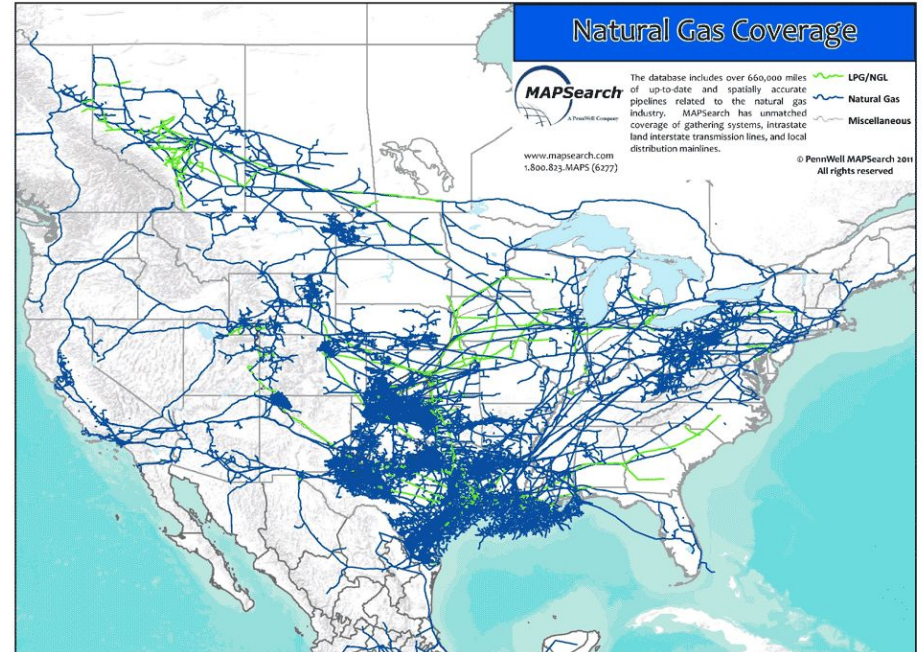 Natural Gas Coverage
MAPSearch
A PennWell Company
www.mapsearch.com
1.800.823.MAPS (6277)
The database includes over 660,000 miles
of up-to-date and spatially accurate
pipelines related to the natural gas
industry. MAPSearch has unmatched
coverage of gathering systems, intrastate
land interstate transmission lines, and local
distribution mainlines.
LPG/NGL
Natural Gas
Miscellaneous
© PennWell MAPSearch 2011
All rights reserved